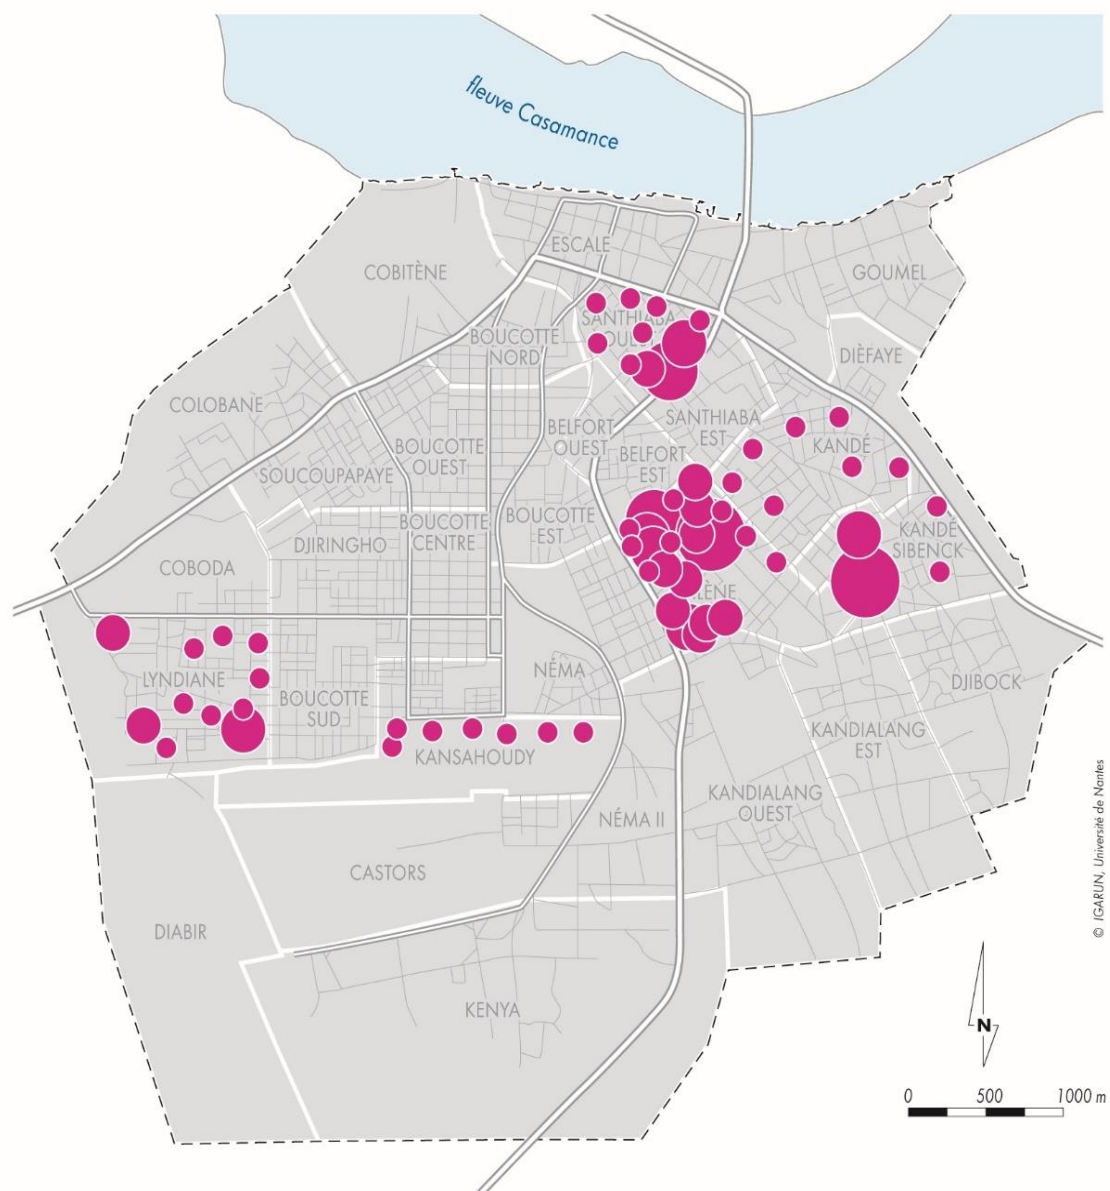 fleuve Casamance
ESCALE
COBITÈNE
GOUMEL
SANTHIABA
OUEST
BOUCOTTE
NORD
DIÈFAYE
COLOBANE
SANTHIABA
EST
BELFORT
OUEST
KANDÉ
BOUCOTTE
OUEST
BELFORT
EST
SOUCOUPAPAYE
BOUCOTTE
EST
BOUCOTTE
CENTRE
KANDÉ
SIBENCK
DJIRINGHO
COBODA
NÉMA
LYNDIANE
DJIBOCK
BOUCOTTE
SUD
KANDIALANG
EST
KANSAHOUDY
KANDIALANG
OUEST
NÉMA II
CASTORS
DIABIR
KENYA
© IGARUN, Université de Nantes
N
0 500 1000 m